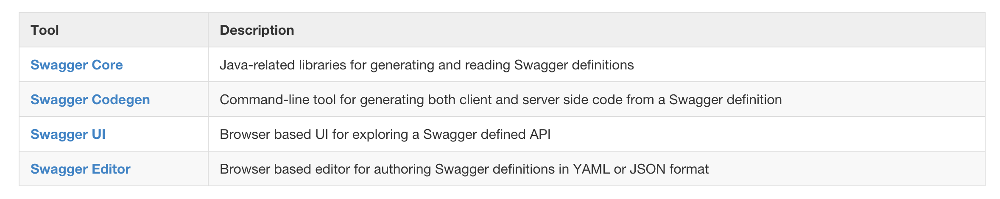 Tool Description
Swagger Core Java-related libraries for generating and reading Swagger definitions
Swagger Codegen Command-line tool for generating both client and server side code from a Swagger definition
Swagger UI Browser based UI for exploring a Swagger defined API
Swagger Editor Browser based editor for authoring Swagger definitions in YAML or JSON format